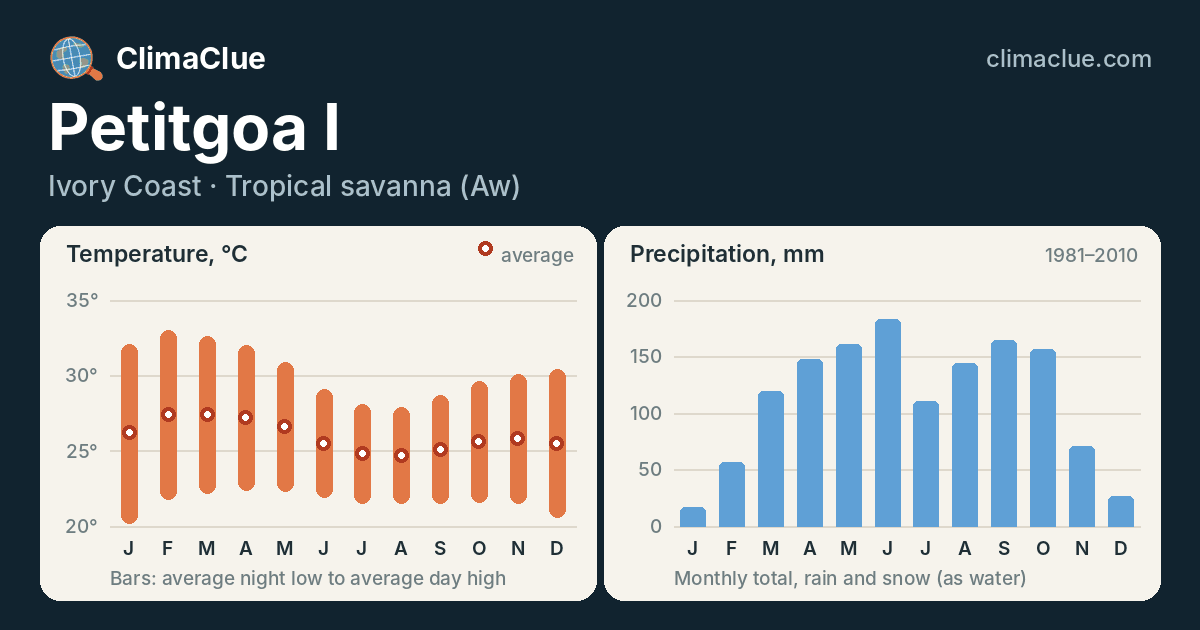 ClimaClue
climaclue.com
Petitgoa I
Ivory Coast · Tropical savanna (Aw)
Temperature, °C
average
35°
30°
25°
20°
J F M A M J J A S O N D
Bars: average night low to average day high
Precipitation, mm
1981–2010
200
150
100
50
0
J F M A M J J A S O N D
Monthly total, rain and snow (as water)